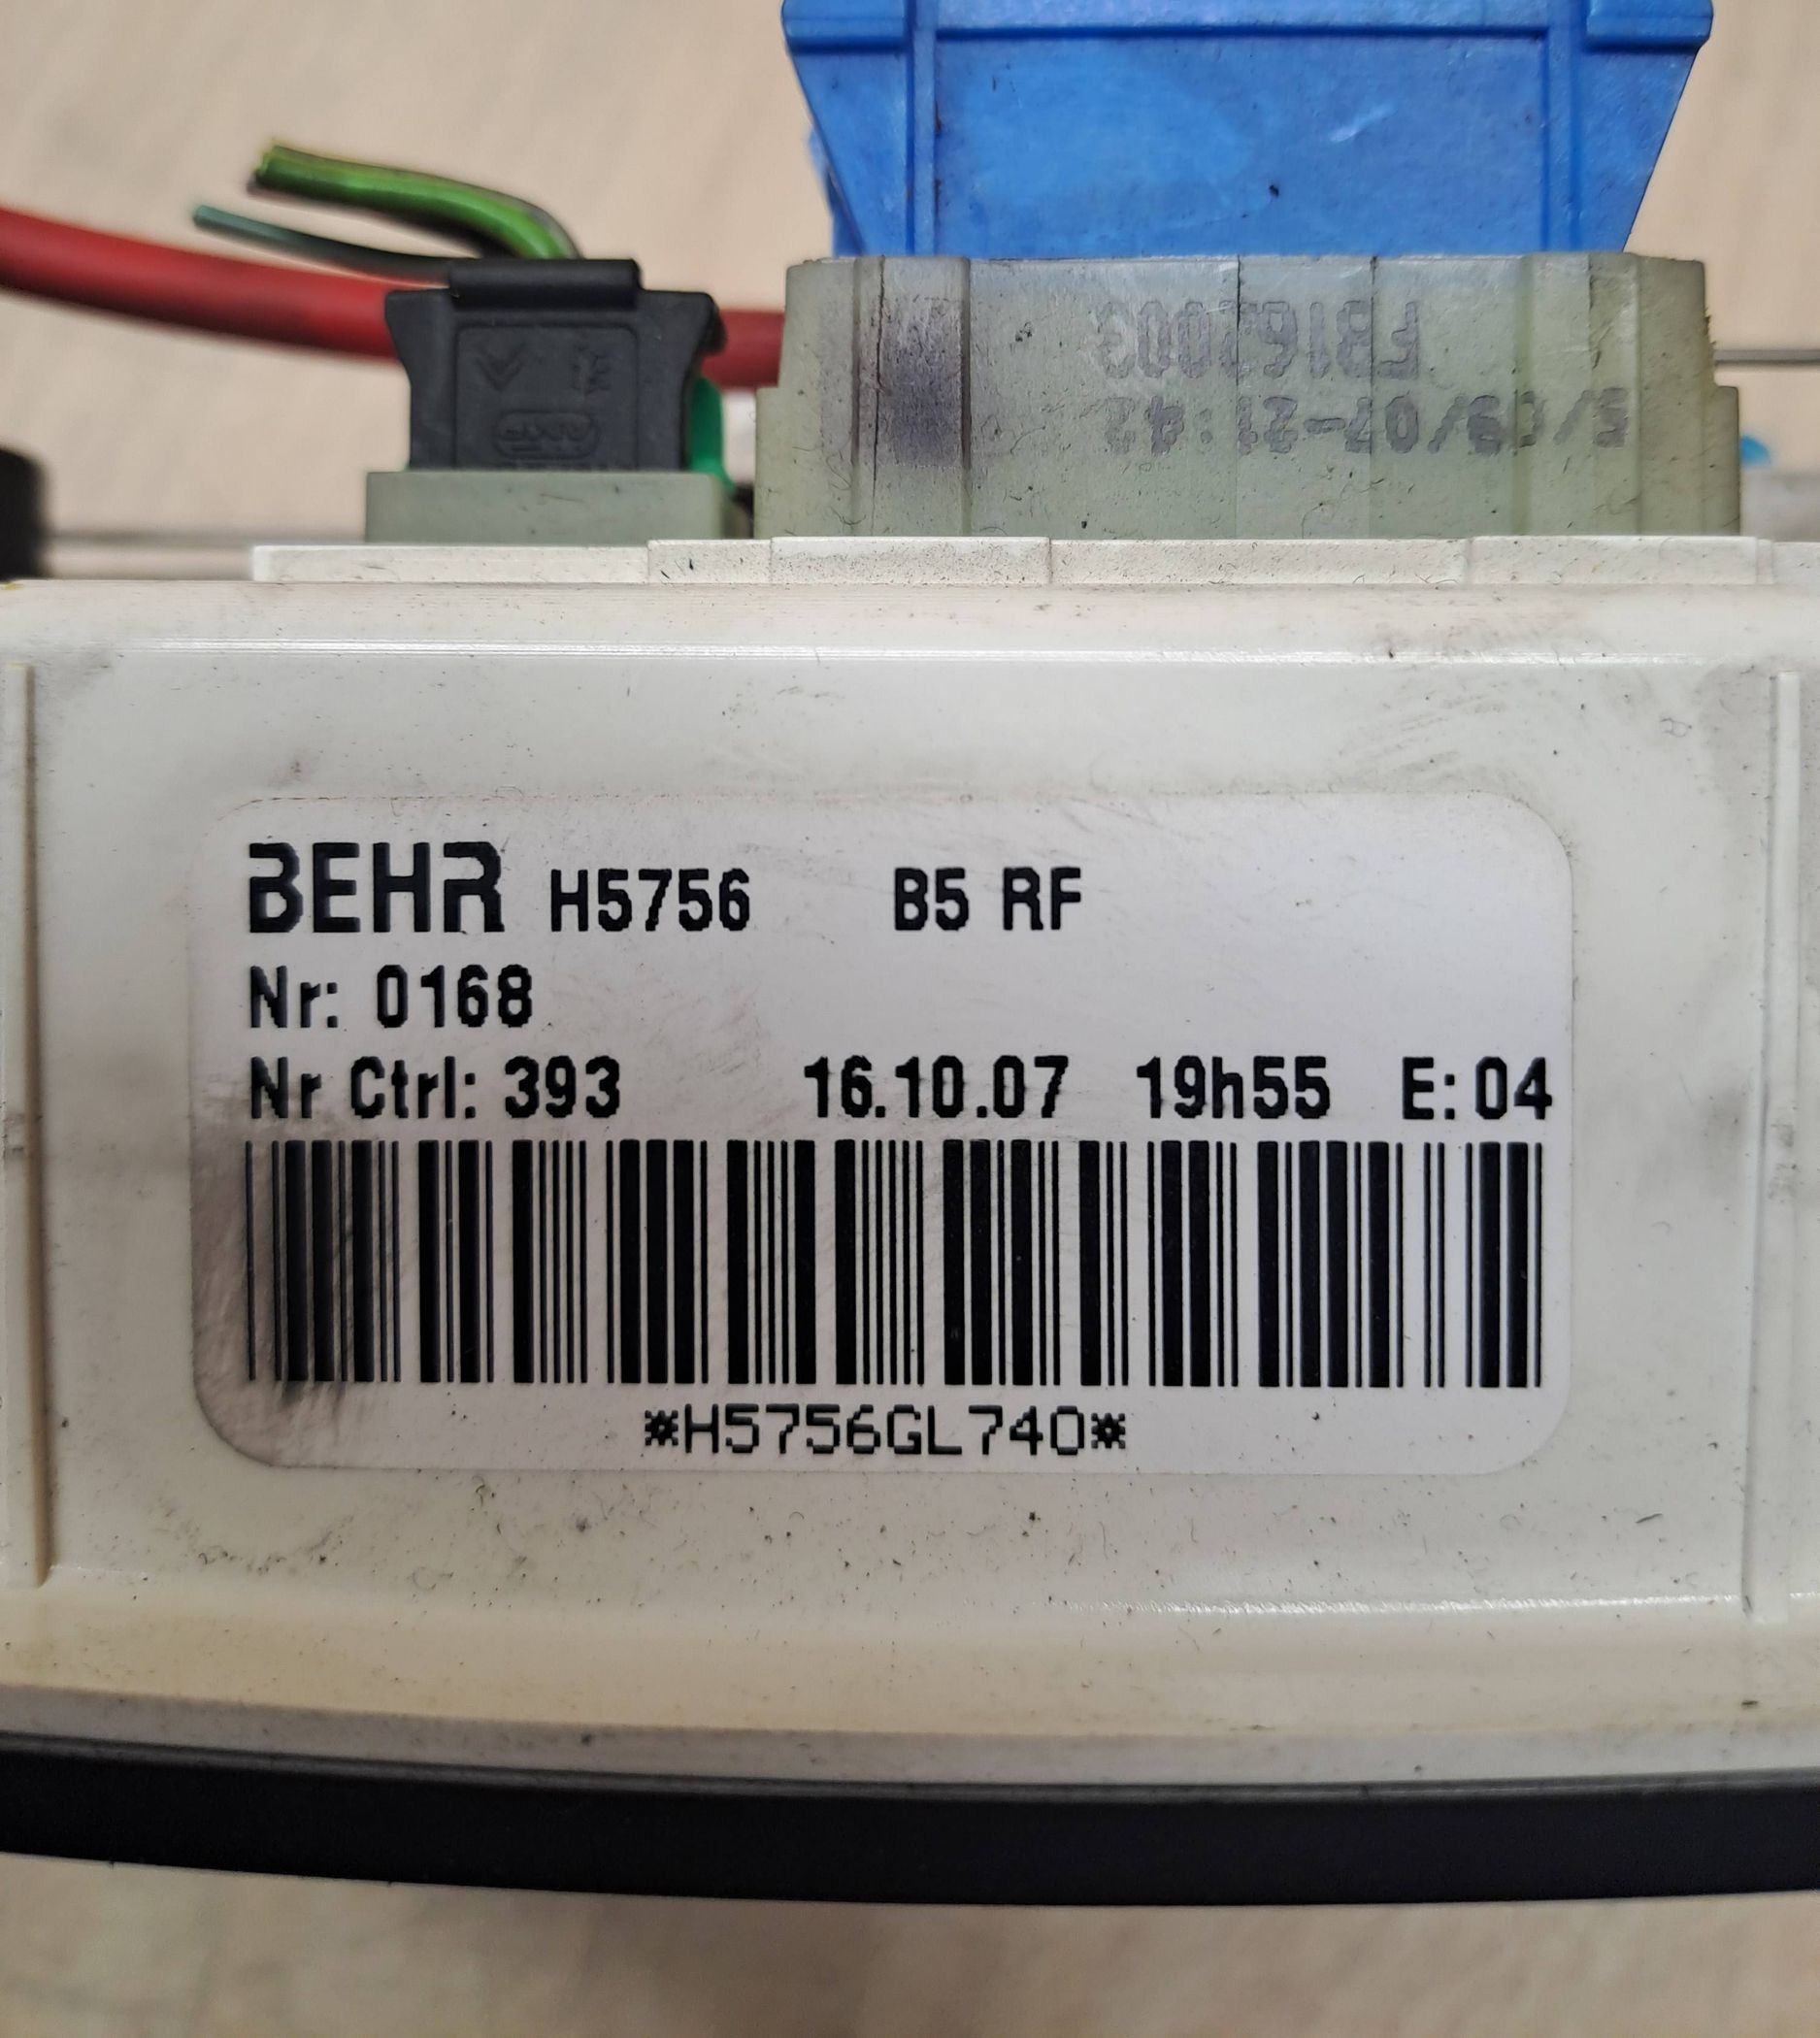 BEHR H5756 B5 RF
Nr: 0168
Nr Ctrl: 393 16.10.07 19h55 E: 04
*H5756GL740*